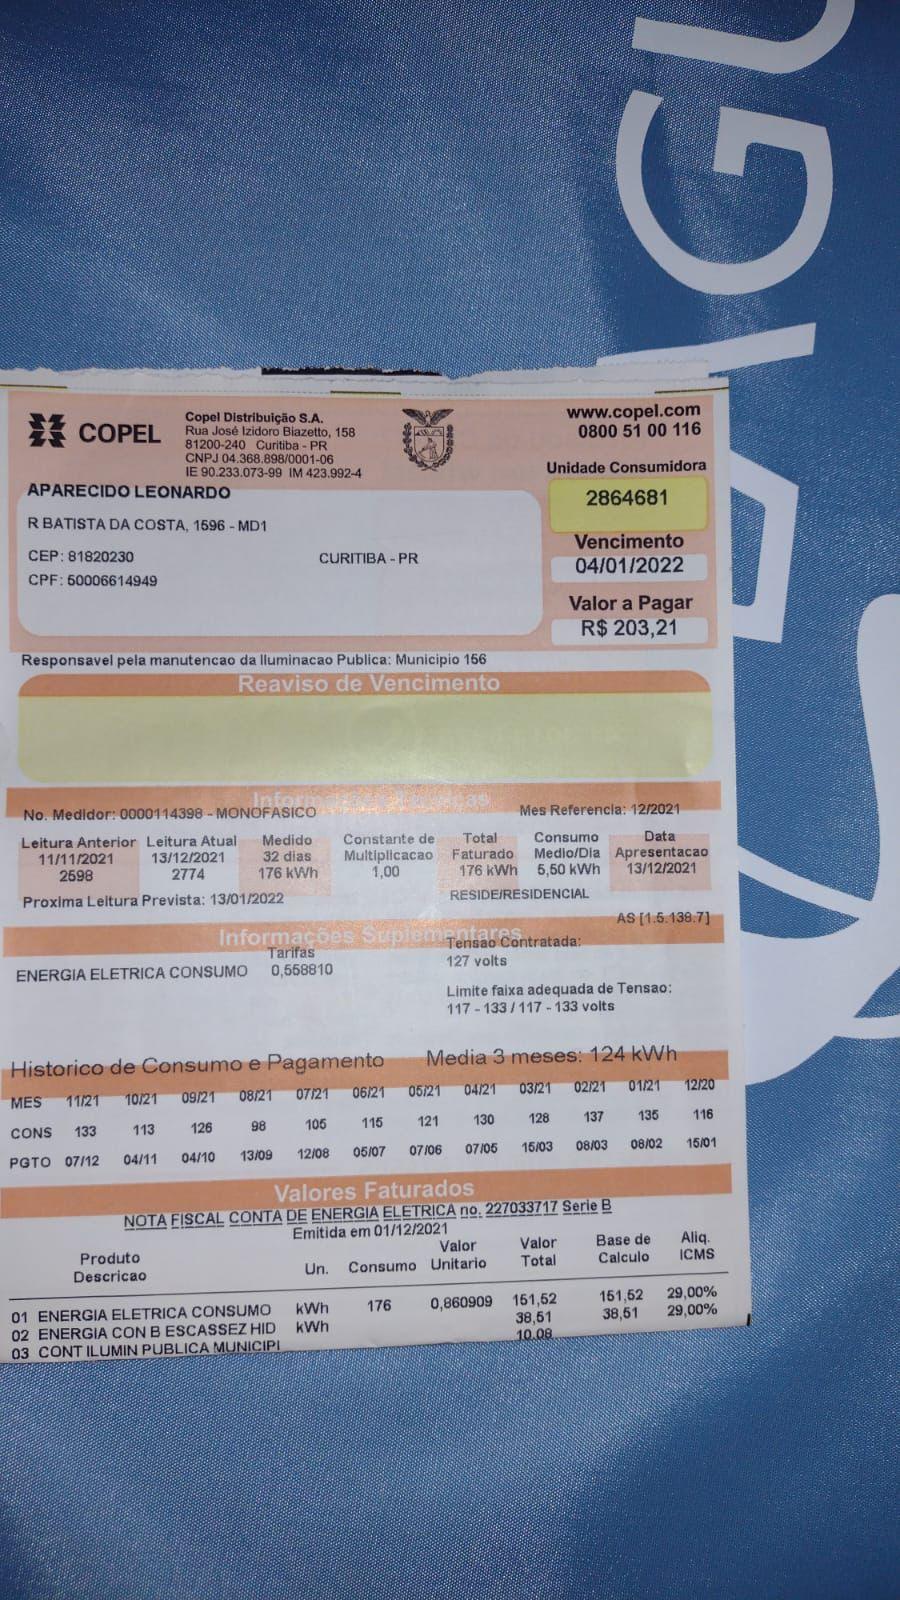 COPEL
Copel Distribuição S.A.
Rua José Izidoro Biazetto, 158
81200-240 Curitiba - PR
CNPJ 04.368.898/0001-06
IE 90.233.073-99 IM 423.992-4
www.copel.com
0800 51 00 116
Unidade Consumidora
2864681
APARECIDO LEONARDO
R BATISTA DA COSTA, 1596 - MD1
CEP: 81820230 CURITIBA - PR
CPF: 50006614949
Vencimento
04/01/2022
Valor a Pagar
R$ 203,21
Responsavel pela manutencao da Iluminacao Publica: Municipio 156
Reaviso de Vencimento
Informações Técnicas
No. Medidor: 0000114398 - MONOFASICO Mes Referencia: 12/2021
Leitura Anterior Leitura Atual Medido Constante de Total Consumo Data
11/11/2021 13/12/2021 32 dias Multiplicacao Faturado Medio/Dia Apresentacao
2598 2774 176 kWh 1,00 176 kWh 5,50 kWh 13/12/2021
Proxima Leitura Prevista: 13/01/2022 RESIDE/RESIDENCIAL
AS [1.5.138.7]
Informações Suplementares
Tarifas
ENERGIA ELETRICA CONSUMO 0,558810
Tensao Contratada:
127 volts
Limite faixa adequada de Tensao:
117 - 133 / 117 - 133 volts
Historico de Consumo e Pagamento Media 3 meses: 124 kWh
MES 11/21 10/21 09/21 08/21 07/21 06/21 05/21 04/21 03/21 02/21 01/21 12/20
CONS 133 113 126 98 105 115 121 130 128 137 135 116
PGTO 07/12 04/11 04/10 13/09 12/08 05/07 07/06 07/05 15/03 08/03 08/02 15/01
Valores Faturados
NOTA FISCAL CONTA DE ENERGIA ELETRICA no. 227033717 Serie B
Emitida em 01/12/2021
Produto Descricao Un. Consumo Valor Unitario Valor Total Base de Calculo Aliq. ICMS
01 ENERGIA ELETRICA CONSUMO kWh 176 0,860909 151,52 151,52 29,00%
02 ENERGIA CON B ESCASSEZ HID kWh 38,51 38,51 29,00%
03 CONT ILUMIN PUBLICA MUNICIPI 10,08